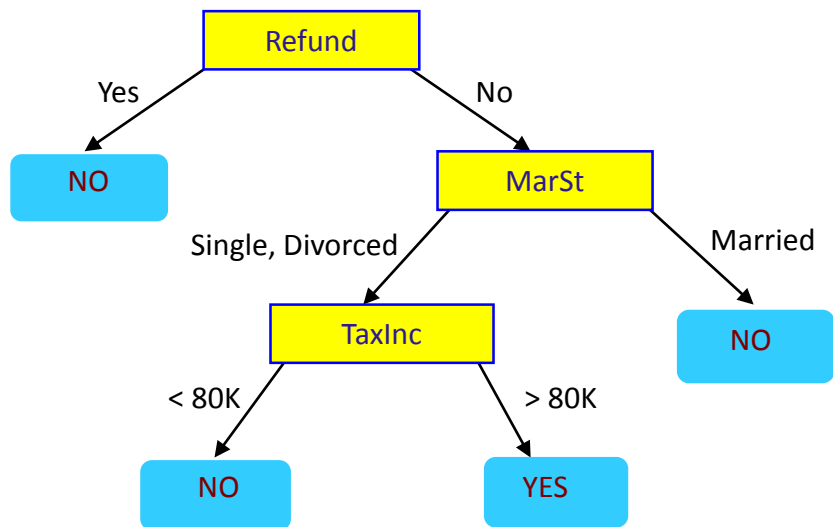 Refund
Yes
No
NO
MarSt
Single, Divorced
Married
TaxInc
NO
< 80K
> 80K
NO
YES